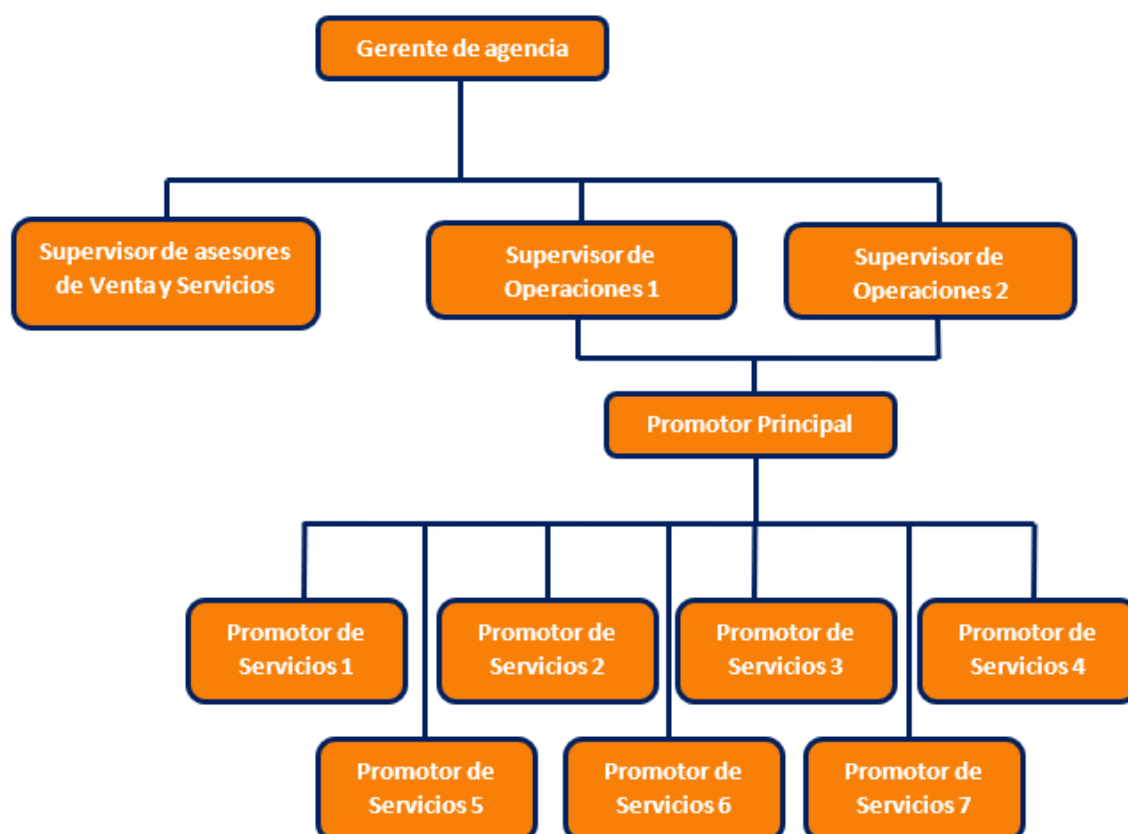 Gerente de agencia
Supervisor de asesores
de Venta y Servicios
Supervisor de
Operaciones 1
Supervisor de
Operaciones 2
Promotor Principal
Promotor de
Servicios 1
Promotor de
Servicios 2
Promotor de
Servicios 3
Promotor de
Servicios 4
Promotor de
Servicios 5
Promotor de
Servicios 6
Promotor de
Servicios 7